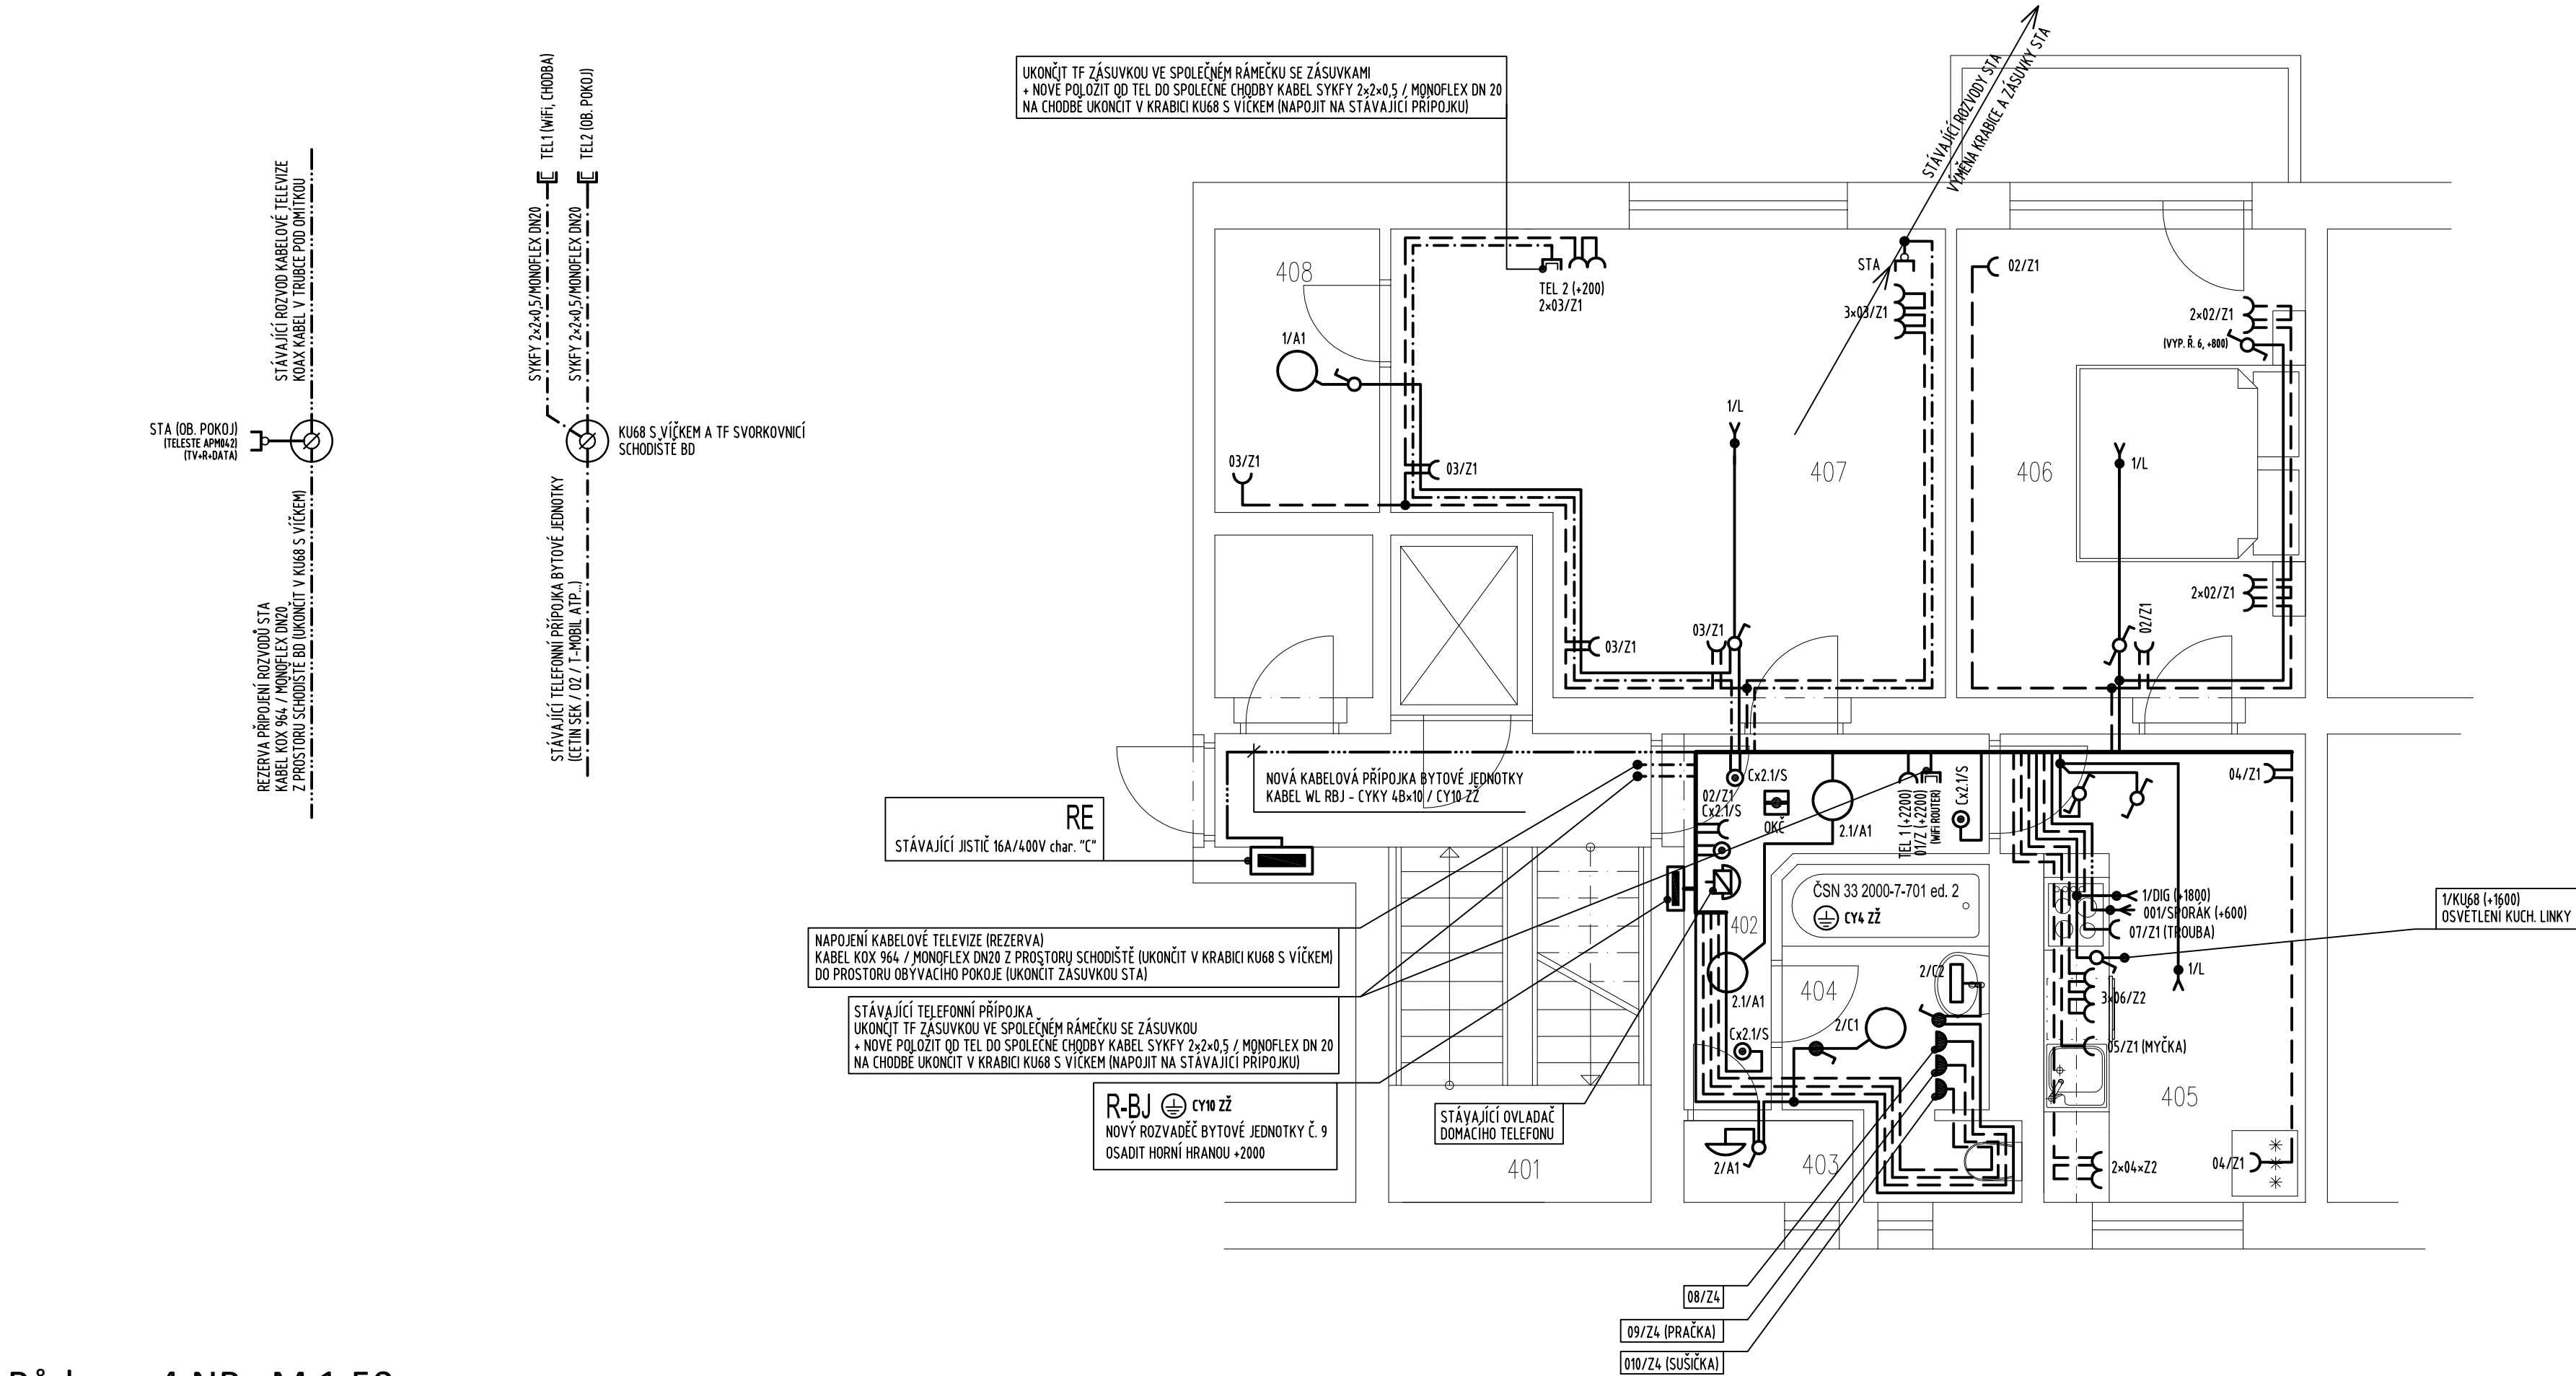 STÁVAJÍCÍ ROZVOD KABELOVÉ TELEVIZE
KOAX KABEL V TRUBCE POD OMÍTKOU
STA (OB. POKOJ)
(TELESTE APM042)
(TV+R+DATA)
REZERVA PŘIPOJENÍ ROZVODŮ STA
KABEL KOX 964 / MONOFLEX DN20
Z PROSTORU SCHODIŠTĚ BD (UKONČIT V KU68 S VÍČKEM)
TEL1 (WiFi, CHODBA)
TEL2 (OB. POKOJ)
SYKFY 2×2×0,5/MONOFLEX DN20
SYKFY 2×2×0,5/MONOFLEX DN20
KU68 S VÍČKEM A TF SVORKOVNICÍ
SCHODIŠTĚ BD
STÁVAJÍCÍ TELEFONNÍ PŘÍPOJKA BYTOVÉ JEDNOTKY
(CETIN SEK / O2 / T-MOBIL ATP...)
UKONČIT TF ZÁSUVKOU VE SPOLEČNÉM RÁMEČKU SE ZÁSUVKAMI
+ NOVĚ POLOŽIT OD TEL DO SPOLEČNÉ CHODBY KABEL SYKFY 2×2×0,5 / MONOFLEX DN 20
NA CHODBĚ UKONČIT V KRABICI KU68 S VÍČKEM (NAPOJIT NA STÁVAJÍCÍ PŘÍPOJKU)
STÁVAJÍCÍ ROZVODY STA
VÝMĚNA KRABICE A ZÁSUVKY STA
408
1/A1
03/Z1
TEL 2 (+200)
2×03/Z1
STA
3×03/Z1
03/Z1
1/L
407
03/Z1
03/Z1
02/Z1
2×02/Z1
(VYP. Ř. 6, +800)
406
1/L
2×02/Z1
02/Z1
NOVÁ KABELOVÁ PŘÍPOJKA BYTOVÉ JEDNOTKY
KABEL WL RBJ - CYKY 4B×10 / CY10 ZŽ
RE
STÁVAJÍCÍ JISTIČ 16A/400V char. "C"
Cx2.1/S
02/Z1
Cx2.1/S
OKČ
2.1/A1
TEL 1 (+2200)
01/Z (+2200)
(WiFi ROUTER)
Cx2.1/S
04/Z1
ČSN 33 2000-7-701 ed. 2
CY4 ZŽ
402
1/DIG (+1800)
001/SPORÁK (+600)
07/Z1 (TROUBA)
1/KU68 (+1600)
OSVĚTLENÍ KUCH. LINKY
NAPOJENÍ KABELOVÉ TELEVIZE (REZERVA)
KABEL KOX 964 / MONOFLEX DN20 Z PROSTORU SCHODIŠTĚ (UKONČIT V KRABICI KU68 S VÍČKEM)
DO PROSTORU OBÝVACÍHO POKOJE (UKONČIT ZÁSUVKOU STA)
2.1/A1
404
2/C2
1/L
3×06/Z2
STÁVAJÍCÍ TELEFONNÍ PŘÍPOJKA
UKONČIT TF ZÁSUVKOU VE SPOLEČNÉM RÁMEČKU SE ZÁSUVKOU
+ NOVĚ POLOŽIT OD TEL DO SPOLEČNÉ CHODBY KABEL SYKFY 2×2×0,5 / MONOFLEX DN 20
NA CHODBĚ UKONČIT V KRABICI KU68 S VÍČKEM (NAPOJIT NA STÁVAJÍCÍ PŘÍPOJKU)
2/C1
Cx2.1/S
05/Z1 (MYČKA)
405
R-BJ
CY10 ZŽ
NOVÝ ROZVADĚČ BYTOVÉ JEDNOTKY Č. 9
OSADIT HORNÍ HRANOU +2000
STÁVAJÍCÍ OVLADAČ
DOMÁCÍHO TELEFONU
401
2/A1
403
2×04×Z2
04/Z1
08/Z4
09/Z4 (PRAČKA)
010/Z4 (SUŠIČKA)